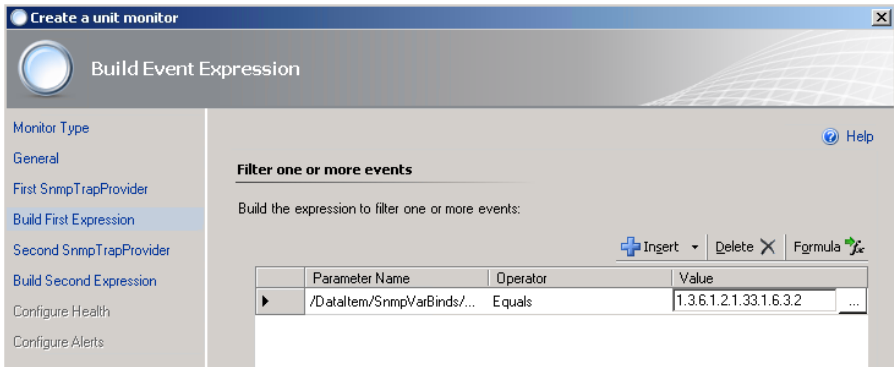 Create a unit monitor
Build Event Expression
Monitor Type
General
First SnmpTrapProvider
Build First Expression
Second SnmpTrapProvider
Build Second Expression
Configure Health
Configure Alerts
Help
Filter one or more events
Build the expression to filter one or more events:
Insert Delete Formula
Parameter Name Operator Value
/DataItem/SnmpVarBinds/... Equals 1.3.6.1.2.1.33.1.6.3.2 ...